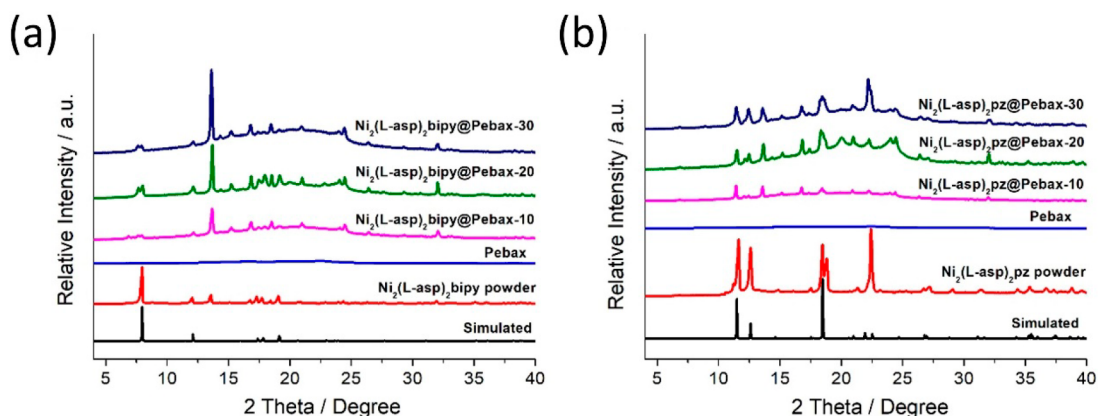 (a)
Relative Intensity / a.u.
Ni₂(L-asp)₂bipy@Pebax-30
Ni₂(L-asp)₂bipy@Pebax-20
Ni₂(L-asp)₂bipy@Pebax-10
Pebax
Ni₂(L-asp)₂bipy powder
Simulated
5 10 15 20 25 30 35 40
2 Theta / Degree
(b)
Relative Intensity / a.u.
Ni₂(L-asp)₂pz@Pebax-30
Ni₂(L-asp)₂pz@Pebax-20
Ni₂(L-asp)₂pz@Pebax-10
Pebax
Ni₂(L-asp)₂pz powder
Simulated
5 10 15 20 25 30 35 40
2 Theta / Degree